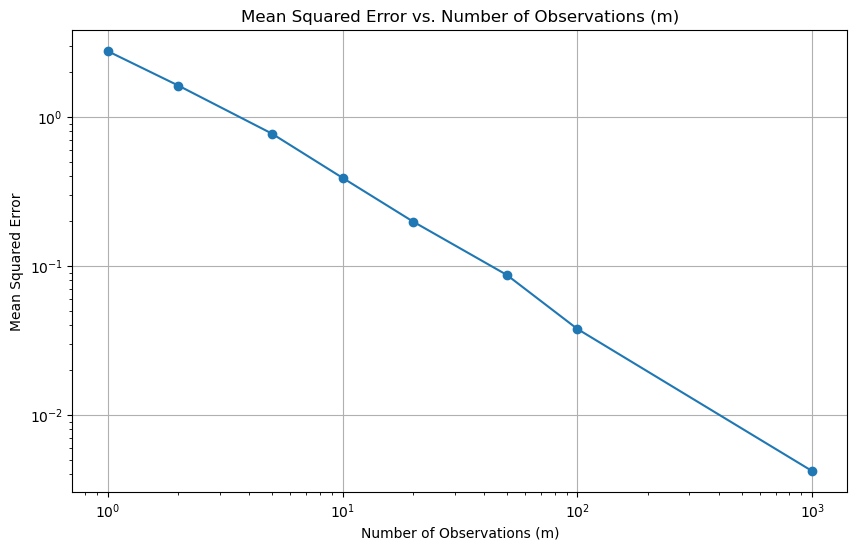 Mean Squared Error vs. Number of Observations (m)
Mean Squared Error
10⁰
10⁻¹
10⁻²
10⁰ 10¹ 10² 10³
Number of Observations (m)